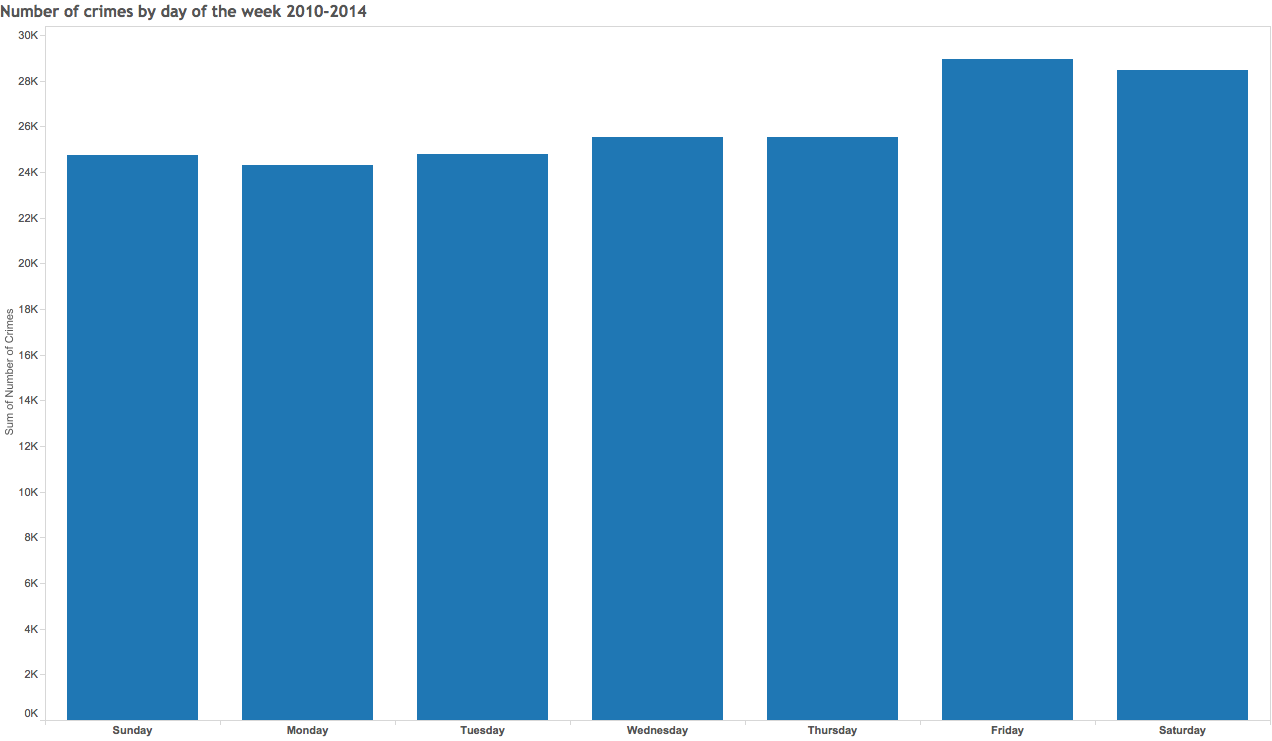 Number of crimes by day of the week 2010-2014
30K
28K
26K
24K
22K
20K
18K
16K
14K
12K
10K
8K
6K
4K
2K
0K
Sum of Number of Crimes
Sunday
Monday
Tuesday
Wednesday
Thursday
Friday
Saturday